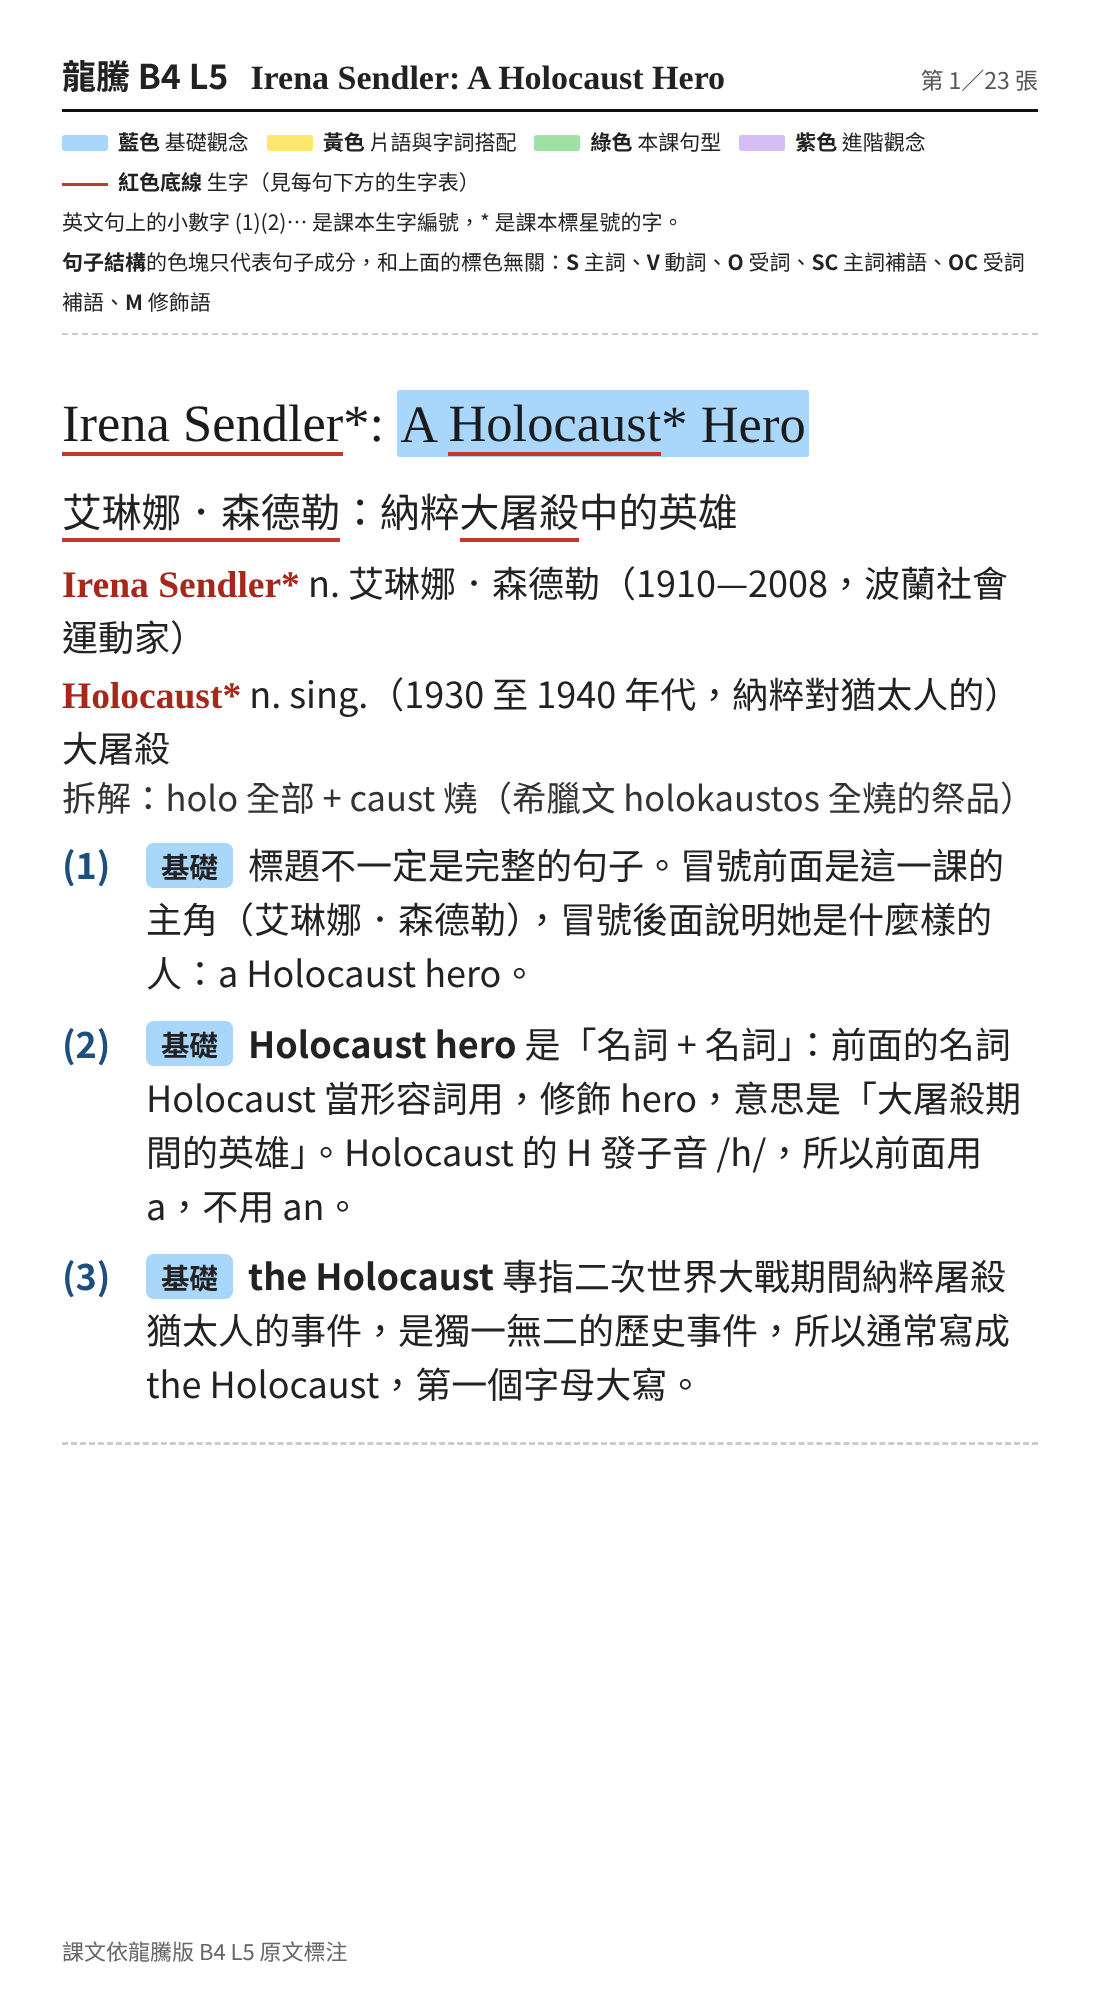 龍騰 B4 L5 Irena Sendler: A Holocaust Hero 第 1／23 張
藍色 基礎觀念 黃色 片語與字詞搭配 綠色 本課句型 紫色 進階觀念
紅色底線 生字（見每句下方的生字表）
英文句上的小數字 (1)(2)⋯ 是課本生字編號，* 是課本標星號的字。
句子結構的色塊只代表句子成分，和上面的標色無關：S 主詞、V 動詞、O 受詞、SC 主詞補語、OC 受詞
補語、M 修飾語
Irena Sendler*: A Holocaust* Hero
艾琳娜．森德勒：納粹大屠殺中的英雄
Irena Sendler* n. 艾琳娜．森德勒（1910—2008，波蘭社會
運動家）
Holocaust* n. sing.（1930 至 1940 年代，納粹對猶太人的）
大屠殺
拆解：holo 全部 + caust 燒（希臘文 holokaustos 全燒的祭品）
(1) 基礎 標題不一定是完整的句子。冒號前面是這一課的
主角（艾琳娜．森德勒），冒號後面說明她是什麼樣的
人：a Holocaust hero。
(2) 基礎 Holocaust hero 是「名詞 + 名詞」：前面的名詞
Holocaust 當形容詞用，修飾 hero，意思是「大屠殺期
間的英雄」。Holocaust 的 H 發子音 /h/，所以前面用
a，不用 an。
(3) 基礎 the Holocaust 專指二次世界大戰期間納粹屠殺
猶太人的事件，是獨一無二的歷史事件，所以通常寫成
the Holocaust，第一個字母大寫。
課文依龍騰版 B4 L5 原文標注